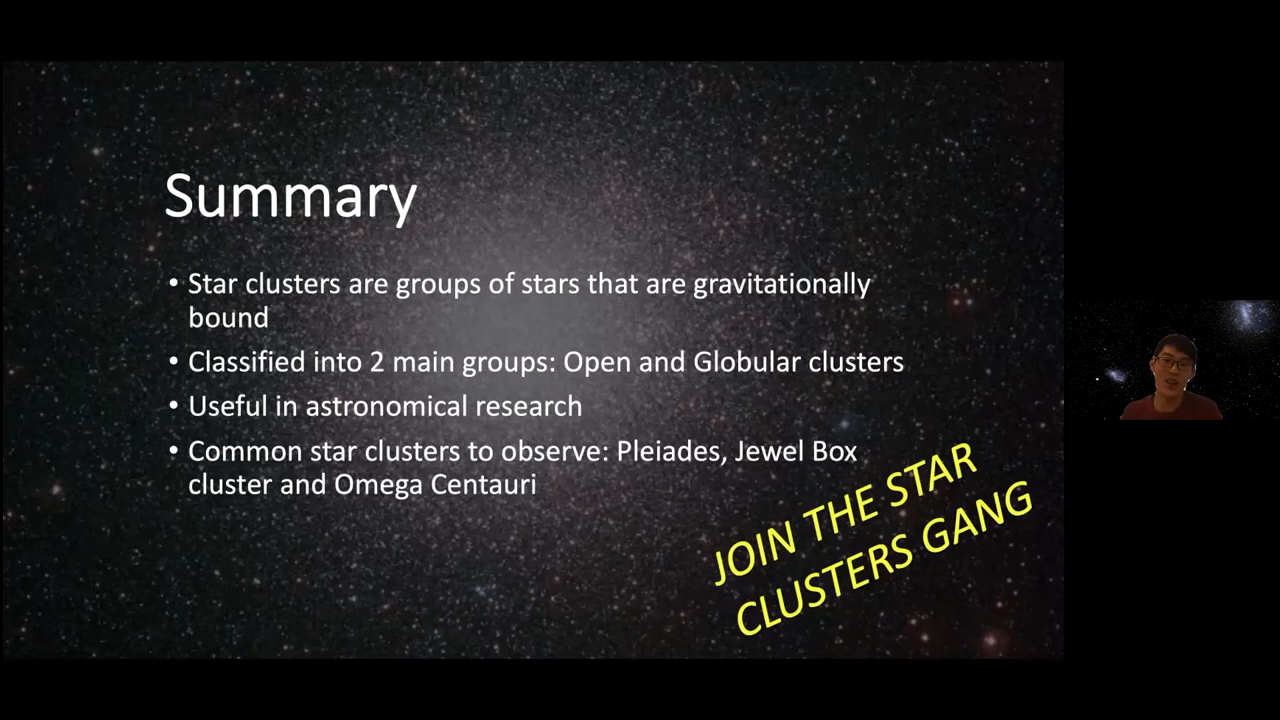 Summary
• Star clusters are groups of stars that are gravitationally
bound
• Classified into 2 main groups: Open and Globular clusters
• Useful in astronomical research
• Common star clusters to observe: Pleiades, Jewel Box
cluster and Omega Centauri
JOIN THE STAR
CLUSTERS GANG